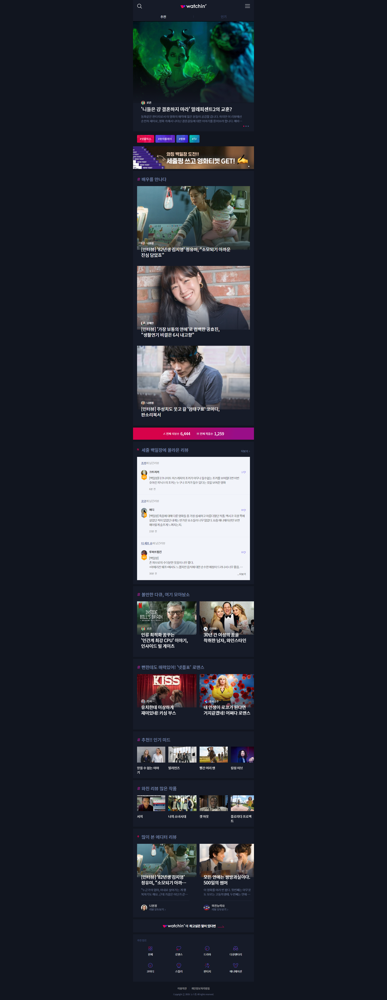 watchin'
추천
인기
로건
'니들은 걍 결혼하지 마라' 말레피센트2의 교훈?
동화같은 판타지로서 이 영화의 매력에 많은 분들이 공감할 겁니다. 하지만 이 리뷰에선
순전히 재미로, 영화 속에서 나타난 결혼갈등에 대한 이야기를 뜯어보려 합니다. 예비…
#넷플릭스 #왓챠플레이 #영화 #TV
MOVIE TICKET
MOVIE TICKET
MOVIE TICKET
와칭 백일장 도전!!
세줄평 쓰고 영화티켓 GET!
# 배우를 만나다
나원정
[인터뷰] '82년생 김지영' 정유미, “소모되기 아까운
진심 담았죠”
강혜란
[인터뷰] '가장 보통의 연애'로 컴백한 공효진,
"생활연기 비결은 6시 내고향"
나원정
[인터뷰] 주성치도 웃고 갈 '엄태구표' 코미디,
판소리복서
전체 리뷰수 6,444 전체 작품수 1,259
N 세줄 백일장에 올라온 리뷰
더보기
조커에 남긴리뷰
크트저커
1
[백일장]다크나이트 히스레저의 조커가 아무나 될수없는 조커를 보여줬다면 이번
호아킨 피닉스의 조커는 누구나 조커가 될수 있다는 것을 보여준 영화
6분 전
코코에 남긴리뷰
에디
0
[백일장] 죽음에 대해 다룬 영화들 중 가장 섬세하고 아름다웠던 작품. 멕시코 국경 쪽에
살았던 적이 있었던 내게는 반가운 요소들이 너무 많았다. 요즘 애니메이션만 보면
왜이렇게 슬프게 느껴지는지.
22분 전
더 셰프 쇼에 남긴리뷰
루퍼트펍킨
0
[백일장]
존 파브로의 수더분한 웃음이 너무 좋다.
<아메리칸 쉐프>에서도 느꼈지만 음식에 대한 순수한 애정이 드러나서 너무 좋음. …
30분 전
...더보기
# 볼만한 다큐, 여기 모아놨소
N
INSIDE
BILL'S BRAIN
( DECODING BILL GATES )
로건
인류 최적화 꿈꾸는
'인간계 최강 CPU' 이야기,
인사이드 빌 게이츠
김진아
30년 간 여성의 꿈을
착취한 남자, 와인스타인
# 뻔한데도 매력있어! '넷플표' 로맨스
KISS
유치한데 이상하게
재미있네! 키싱 부스
돌쇠공주
내 인생이 로코가 된다면
거지같겠네! 어쩌다 로맨스
# 추천!! 인기 미드
믿을 수 없는 이야
기
빌리언즈
빨간 머리 앤
킬링 이브
# 와친 리뷰 많은 작품
서치
나의 소녀시대
겟 아웃
플로리다 프로젝
트
많이 본 에디터 리뷰
[인터뷰] '82년생 김지영'
정유미, “소모되기 아까…
“누군가의 엄마, 아내로 살아가는 게 행
복하기도 해요. 근데 가끔은 어딘가 갇…
나원정
리뷰 모두보기
모든 연애는 쌍방과실이다.
500일의 썸머
이 영화를 여러 번 봤다. 첫번째는 아무것
도 모르는 고등학생때. 두번째는 연애 …
와친능력자
리뷰 모두보기
watchin'에 하고싶은 말이 있다면
추천 장르
전체
로맨스
드라마
다큐멘터리
코미디
스릴러
판타지
애니메이션
이용약관
개인정보처리방침
Copyright ⓒ 2019. 뉴스랩. All rights reserved.